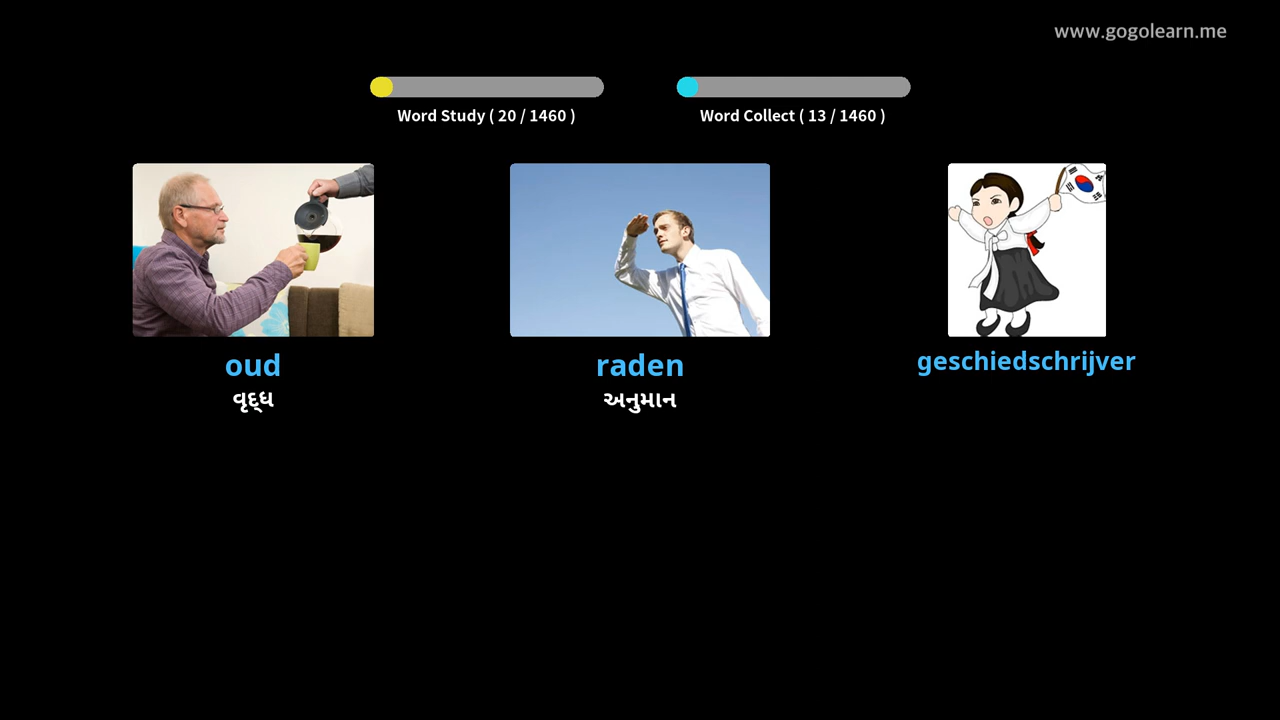 www.gogolearn.me
Word Study ( 20 / 1460 )
Word Collect ( 13 / 1460 )
oud
raden
geschiedschrijver
વૃદ્ધ
અનુમાન